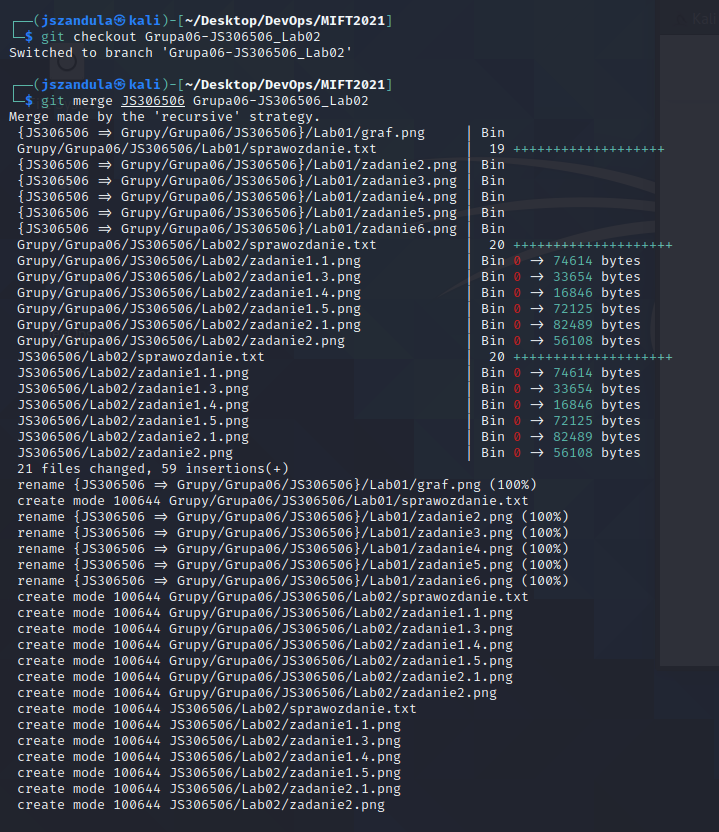 ┌──(jszandula㉿kali)-[~/Desktop/DevOps/MIFT2021]
└─$ git checkout Grupa06-JS306506_Lab02
Switched to branch 'Grupa06-JS306506_Lab02'
┌──(jszandula㉿kali)-[~/Desktop/DevOps/MIFT2021]
└─$ git merge JS306506 Grupa06-JS306506_Lab02
Merge made by the 'recursive' strategy.
{JS306506 => Grupy/Grupa06/JS306506}/Lab01/graf.png | Bin
Grupy/Grupa06/JS306506/Lab01/sprawozdanie.txt | 19 +++++++++++++++++++
{JS306506 => Grupy/Grupa06/JS306506}/Lab01/zadanie2.png | Bin
{JS306506 => Grupy/Grupa06/JS306506}/Lab01/zadanie3.png | Bin
{JS306506 => Grupy/Grupa06/JS306506}/Lab01/zadanie4.png | Bin
{JS306506 => Grupy/Grupa06/JS306506}/Lab01/zadanie5.png | Bin
{JS306506 => Grupy/Grupa06/JS306506}/Lab01/zadanie6.png | Bin
Grupy/Grupa06/JS306506/Lab02/sprawozdanie.txt | 20 ++++++++++++++++++++
Grupy/Grupa06/JS306506/Lab02/zadanie1.1.png | Bin 0 -> 74614 bytes
Grupy/Grupa06/JS306506/Lab02/zadanie1.3.png | Bin 0 -> 33654 bytes
Grupy/Grupa06/JS306506/Lab02/zadanie1.4.png | Bin 0 -> 16846 bytes
Grupy/Grupa06/JS306506/Lab02/zadanie1.5.png | Bin 0 -> 72125 bytes
Grupy/Grupa06/JS306506/Lab02/zadanie2.1.png | Bin 0 -> 82489 bytes
Grupy/Grupa06/JS306506/Lab02/zadanie2.png | Bin 0 -> 56108 bytes
JS306506/Lab02/sprawozdanie.txt | 20 ++++++++++++++++++++
JS306506/Lab02/zadanie1.1.png | Bin 0 -> 74614 bytes
JS306506/Lab02/zadanie1.3.png | Bin 0 -> 33654 bytes
JS306506/Lab02/zadanie1.4.png | Bin 0 -> 16846 bytes
JS306506/Lab02/zadanie1.5.png | Bin 0 -> 72125 bytes
JS306506/Lab02/zadanie2.1.png | Bin 0 -> 82489 bytes
JS306506/Lab02/zadanie2.png | Bin 0 -> 56108 bytes
21 files changed, 59 insertions(+)
rename {JS306506 => Grupy/Grupa06/JS306506}/Lab01/graf.png (100%)
create mode 100644 Grupy/Grupa06/JS306506/Lab01/sprawozdanie.txt
rename {JS306506 => Grupy/Grupa06/JS306506}/Lab01/zadanie2.png (100%)
rename {JS306506 => Grupy/Grupa06/JS306506}/Lab01/zadanie3.png (100%)
rename {JS306506 => Grupy/Grupa06/JS306506}/Lab01/zadanie4.png (100%)
rename {JS306506 => Grupy/Grupa06/JS306506}/Lab01/zadanie5.png (100%)
rename {JS306506 => Grupy/Grupa06/JS306506}/Lab01/zadanie6.png (100%)
create mode 100644 Grupy/Grupa06/JS306506/Lab02/sprawozdanie.txt
create mode 100644 Grupy/Grupa06/JS306506/Lab02/zadanie1.1.png
create mode 100644 Grupy/Grupa06/JS306506/Lab02/zadanie1.3.png
create mode 100644 Grupy/Grupa06/JS306506/Lab02/zadanie1.4.png
create mode 100644 Grupy/Grupa06/JS306506/Lab02/zadanie1.5.png
create mode 100644 Grupy/Grupa06/JS306506/Lab02/zadanie2.1.png
create mode 100644 Grupy/Grupa06/JS306506/Lab02/zadanie2.png
create mode 100644 JS306506/Lab02/sprawozdanie.txt
create mode 100644 JS306506/Lab02/zadanie1.1.png
create mode 100644 JS306506/Lab02/zadanie1.3.png
create mode 100644 JS306506/Lab02/zadanie1.4.png
create mode 100644 JS306506/Lab02/zadanie1.5.png
create mode 100644 JS306506/Lab02/zadanie2.1.png
create mode 100644 JS306506/Lab02/zadanie2.png